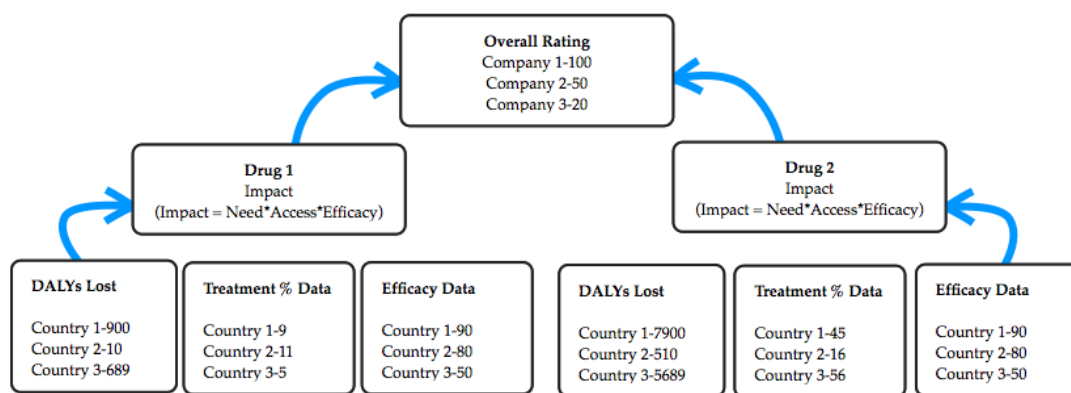 Overall Rating
Company 1-100
Company 2-50
Company 3-20
Drug 1
Impact
(Impact = Need*Access*Efficacy)
Drug 2
Impact
(Impact = Need*Access*Efficacy)
DALYs Lost
Country 1-900
Country 2-10
Country 3-689
Treatment % Data
Country 1-9
Country 2-11
Country 3-5
Efficacy Data
Country 1-90
Country 2-80
Country 3-50
DALYs Lost
Country 1-7900
Country 2-510
Country 3-5689
Treatment % Data
Country 1-45
Country 2-16
Country 3-56
Efficacy Data
Country 1-90
Country 2-80
Country 3-50